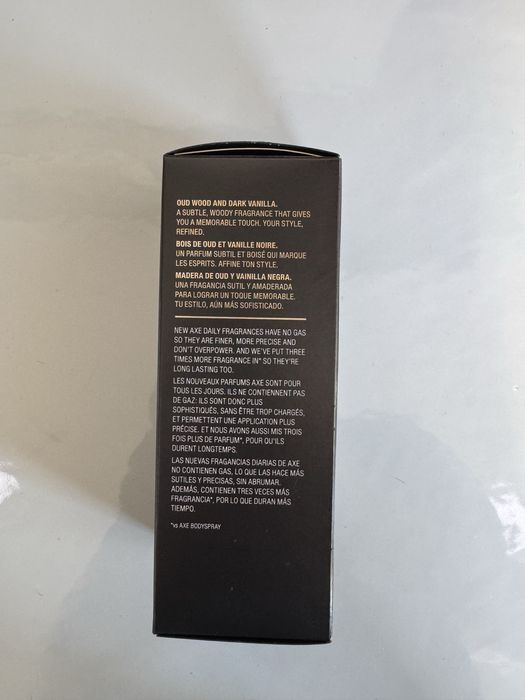 OUD WOOD AND DARK VANILLA.
A SUBTLE, WOODY FRAGRANCE THAT GIVES
YOU A MEMORABLE TOUCH. YOUR STYLE,
REFINED.
BOIS DE OUD ET VANILLE NOIRE.
UN PARFUM SUBTIL ET BOISÉ QUI MARQUE
LES ESPRITS. AFFINE TON STYLE.
MADERA DE OUD Y VAINILLA NEGRA.
UNA FRAGANCIA SUTIL Y AMADERADA
PARA LOGRAR UN TOQUE MEMORABLE.
TU ESTILO, AÚN MÁS SOFISTICADO.
NEW AXE DAILY FRAGRANCES HAVE NO GAS
SO THEY ARE FINER, MORE PRECISE AND
DON'T OVERPOWER. AND WE'VE PUT THREE
TIMES MORE FRAGRANCE IN* SO THEY'RE
LONG LASTING TOO.
LES NOUVEAUX PARFUMS AXE SONT POUR
TOUS LES JOURS. ILS NE CONTIENNENT PAS
DE GAZ: ILS SONT DONC PLUS
SOPHISTIQUÉS, SANS ÊTRE TROP CHARGÉS,
ET PERMETTENT UNE APPLICATION PLUS
PRÉCISE. ET NOUS AVONS AUSSI MIS TROIS
FOIS PLUS DE PARFUM*, POUR QU'ILS
DURENT LONGTEMPS.
LAS NUEVAS FRAGANCIAS DIARIAS DE AXE
NO CONTIENEN GAS, LO QUE LAS HACE MÁS
SUTILES Y PRECISAS, SIN ABRUMAR.
ADEMÁS, CONTIENEN TRES VECES MÁS
FRAGRANCIA*, POR LO QUE DURAN MÁS
TIEMPO.
*vs AXE BODYSPRAY